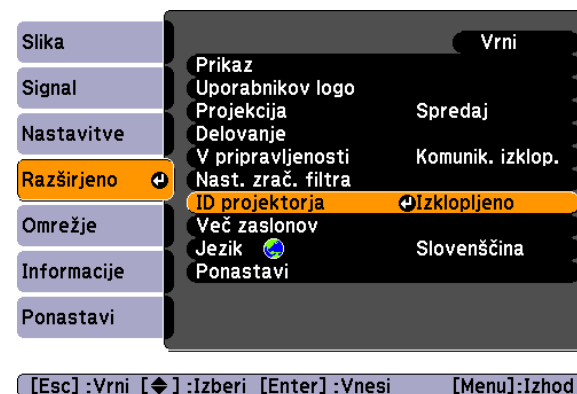 Slika
Signal
Nastavitve
Razširjeno
Omrežje
Informacije
Ponastavi
Vrni
Prikaz
Uporabnikov logo
Projekcija Spredaj
Delovanje
V pripravljenosti Komunik. izklop.
Nast. zrač. filtra
ID projektorja Izklopljeno
Več zaslonov
Jezik Slovenščina
Ponastavi
[Esc] :Vrni [◆] :Izberi [Enter] :Vnesi [Menu]:Izhod